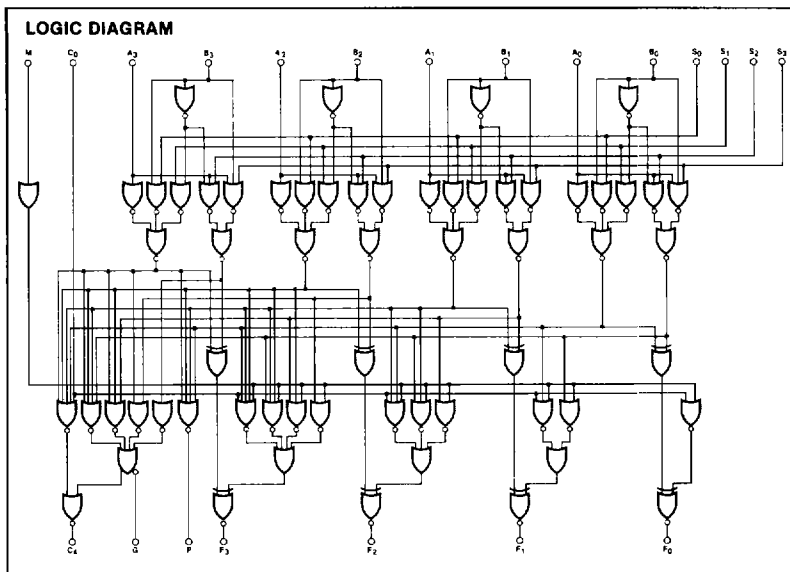 LOGIC DIAGRAM
M C0 A3 B3 A2 B2 A1 B1 A0 B0 S0 S1 S2 S3
C4 G P F3 F2 F1 F0